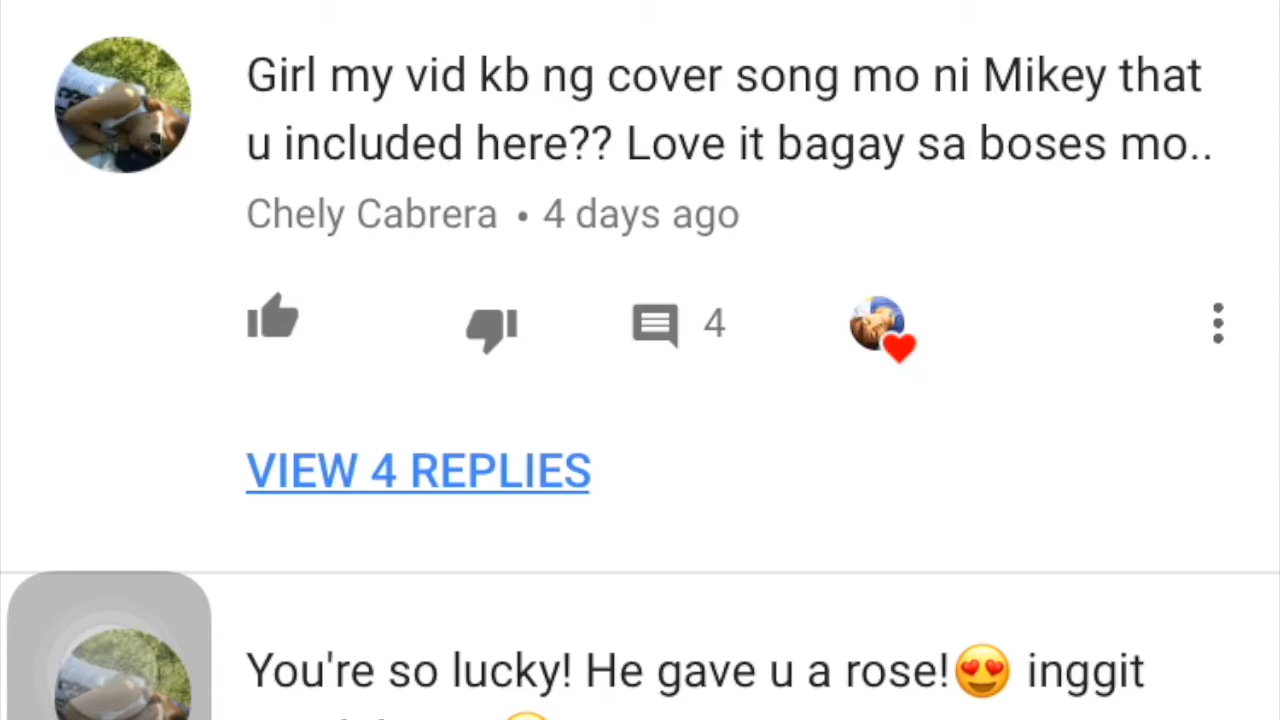 Girl my vid kb ng cover song mo ni Mikey that
u included here?? Love it bagay sa boses mo..
Chely Cabrera • 4 days ago
4
VIEW 4 REPLIES
You're so lucky! He gave u a rose!😍 inggit